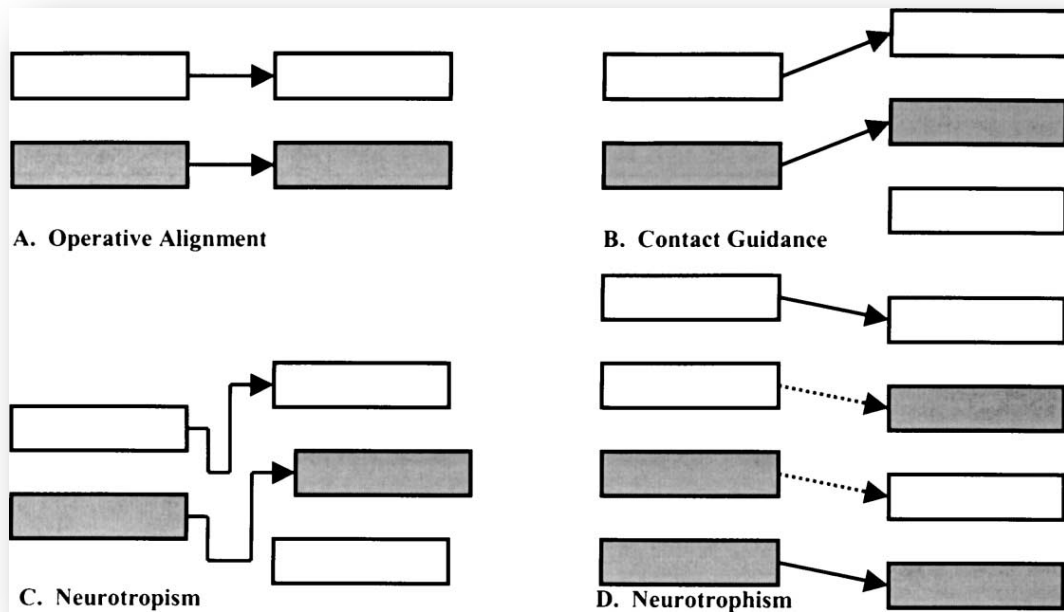 A. Operative Alignment
B. Contact Guidance
C. Neurotropism
D. Neurotrophism